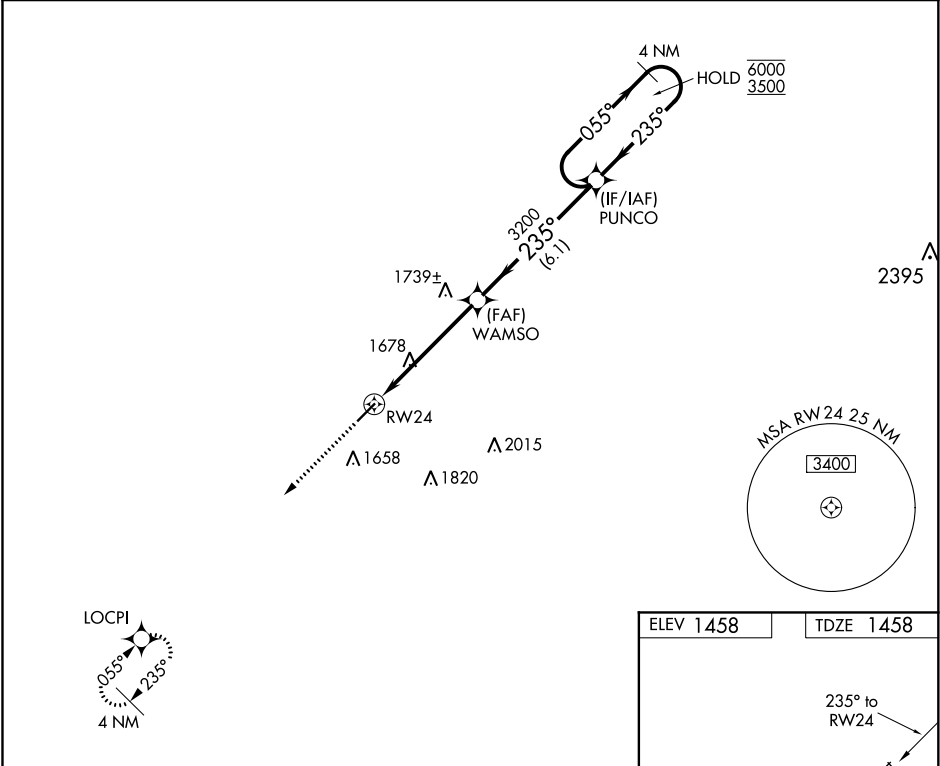 4 NM
HOLD 6000
3500
055°
235°
(IF/IAF)
PUNCO
3200
235°
(6.1)
2395
1739±
(FAF)
WAMSO
1678
RW24
2015
1658
1820
MSA RW 24 25 NM
3400
LOCPI
055°
235°
4 NM
ELEV 1458
TDZE 1458
235° to
RW24